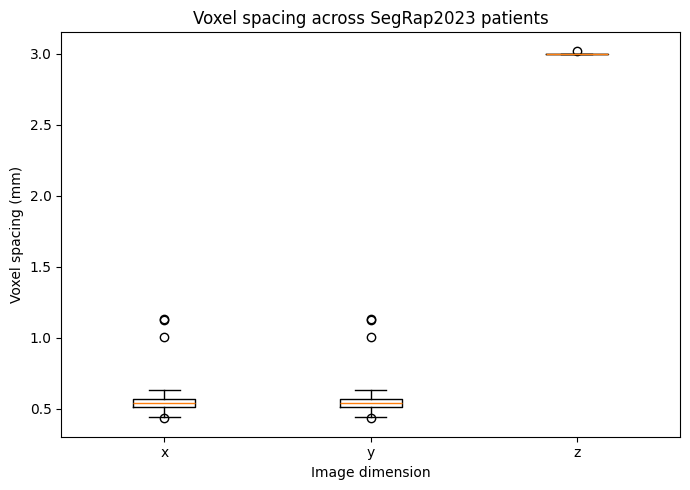 Voxel spacing across SegRap2023 patients
Voxel spacing (mm)
3.0
2.5
2.0
1.5
1.0
0.5
x y z
Image dimension